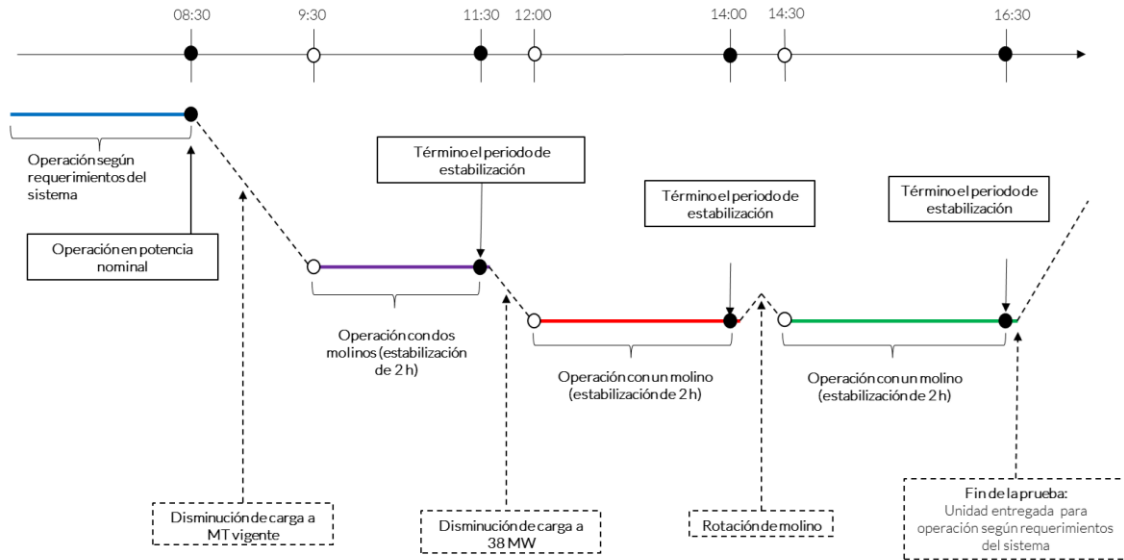 08:30
9:30
11:30
12:00
14:00
14:30
16:30
Operación según
requerimientos del
sistema
Operación en potencia
nominal
Término el periodo de
estabilización
Término el periodo de
estabilización
Término el periodo de
estabilización
Operación con dos
molinos (estabilización
de 2 h)
Operación con un molino
(estabilización de 2 h)
Operación con un molino
(estabilización de 2 h)
Disminución de carga a
MT vigente
Disminución de carga a
38 MW
Rotación de molino
Fin de la prueba:
Unidad entregada para
operación según requerimientos
del sistema